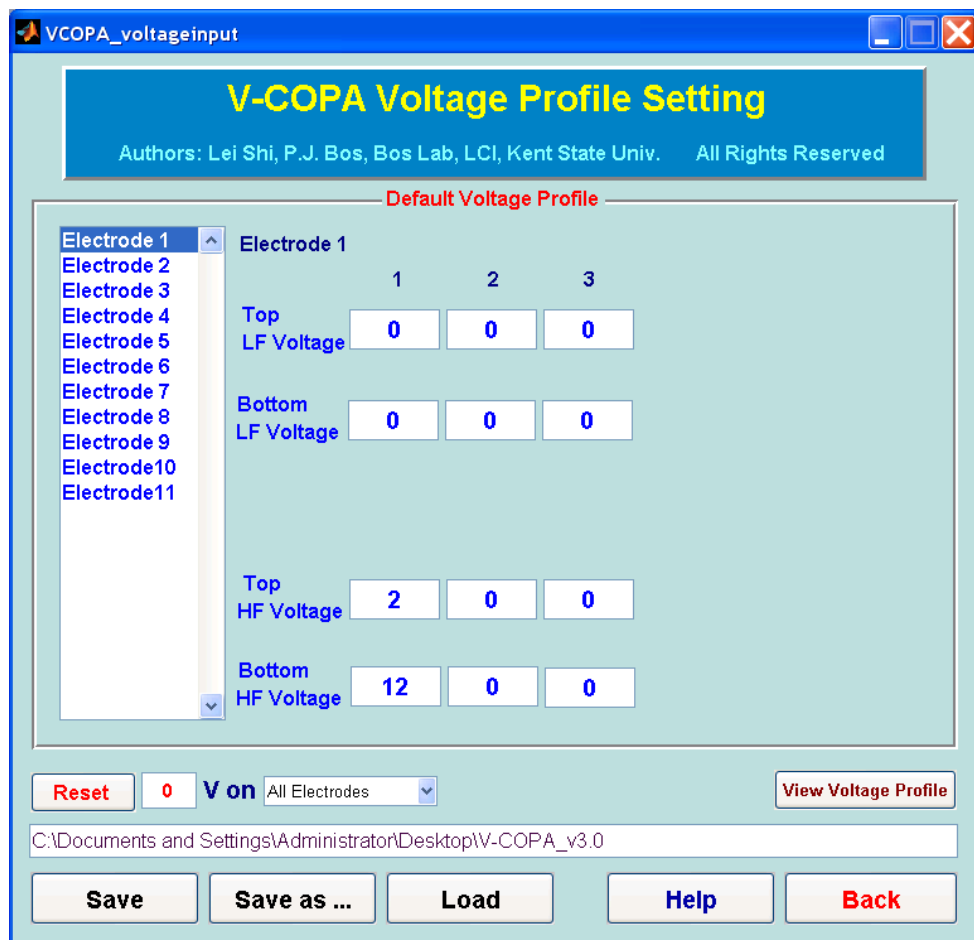 VCOPA_voltageinput
V-COPA Voltage Profile Setting
Authors: Lei Shi, P.J. Bos, Bos Lab, LCI, Kent State Univ. All Rights Reserved
Default Voltage Profile
Electrode 1
Electrode 2
Electrode 3
Electrode 4
Electrode 5
Electrode 6
Electrode 7
Electrode 8
Electrode 9
Electrode10
Electrode11
Electrode 1
1 2 3
Top
LF Voltage 0 0 0
Bottom
LF Voltage 0 0 0
Top
HF Voltage 2 0 0
Bottom
HF Voltage 12 0 0
Reset 0 V on All Electrodes View Voltage Profile
C:\Documents and Settings\Administrator\Desktop\V-COPA_v3.0
Save Save as ... Load Help Back